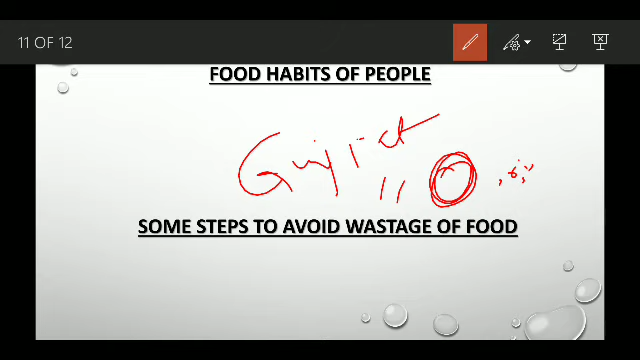 11 OF 12
FOOD HABITS OF PEOPLE
SOME STEPS TO AVOID WASTAGE OF FOOD